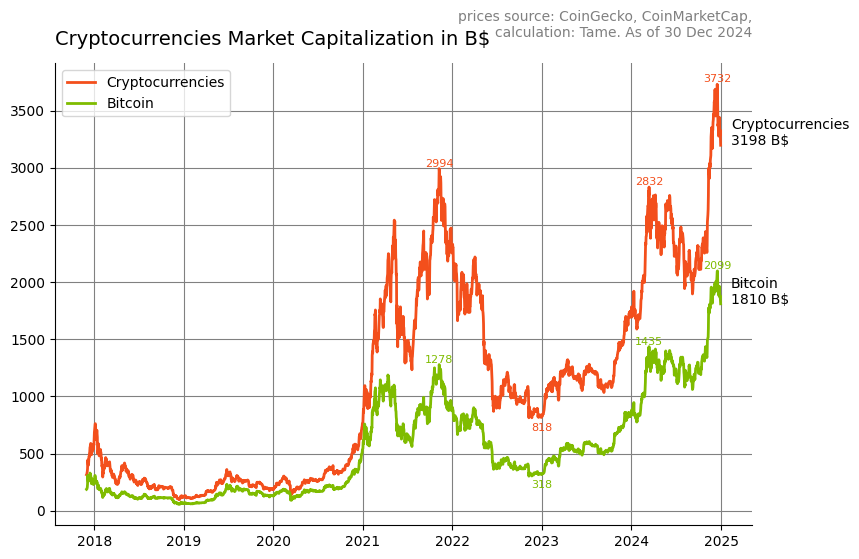 prices source: CoinGecko, CoinMarketCap,
calculation: Tame. As of 30 Dec 2024
Cryptocurrencies Market Capitalization in B$
Cryptocurrencies
Bitcoin
3732
3500
Cryptocurrencies
3198 B$
3000
2994
2832
2500
2099
2000
Bitcoin
1810 B$
1500
1435
1278
1000
818
500
318
0
2018 2019 2020 2021 2022 2023 2024 2025